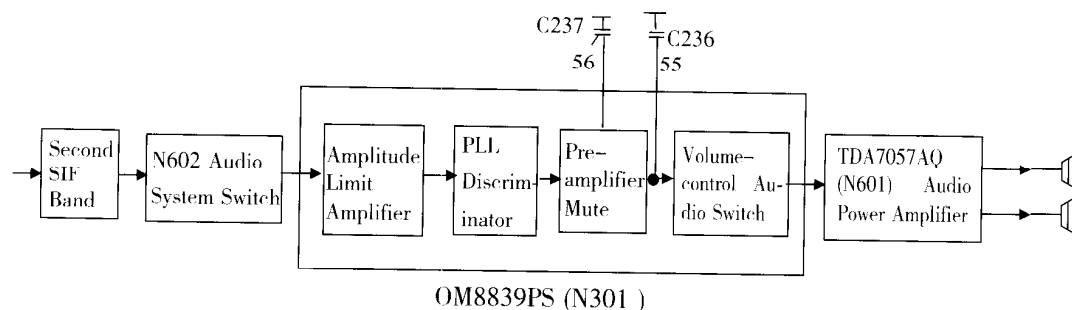 C237
C236
56
55
Second
SIF
Band
N602 Audio
System Switch
Amplitude
Limit
Amplifier
PLL
Discrim-
inator
Pre-
amplifier
Mute
Volume-
control Au-
dio Switch
TDA7057AQ
(N601) Audio
Power Amplifier
OM8839PS (N301 )